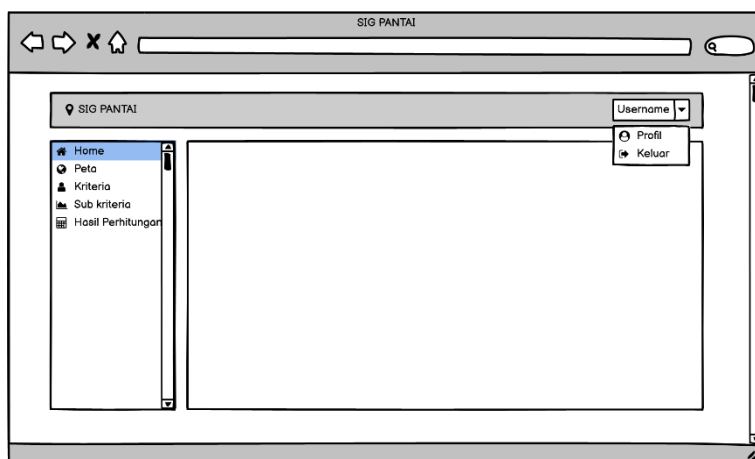 SIG PANTAI
SIG PANTAI
Username
Profil
Keluar
Home
Peta
Kriteria
Sub kriteria
Hasil Perhitungan